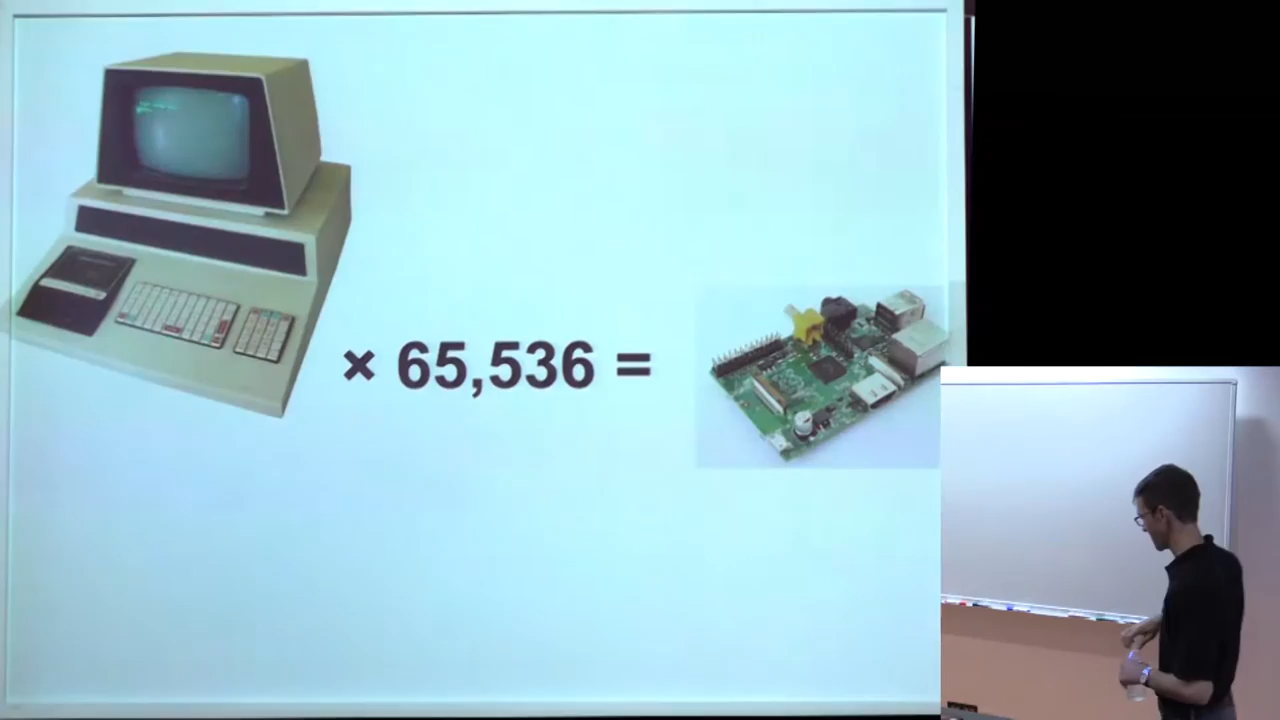 × 65,536 =